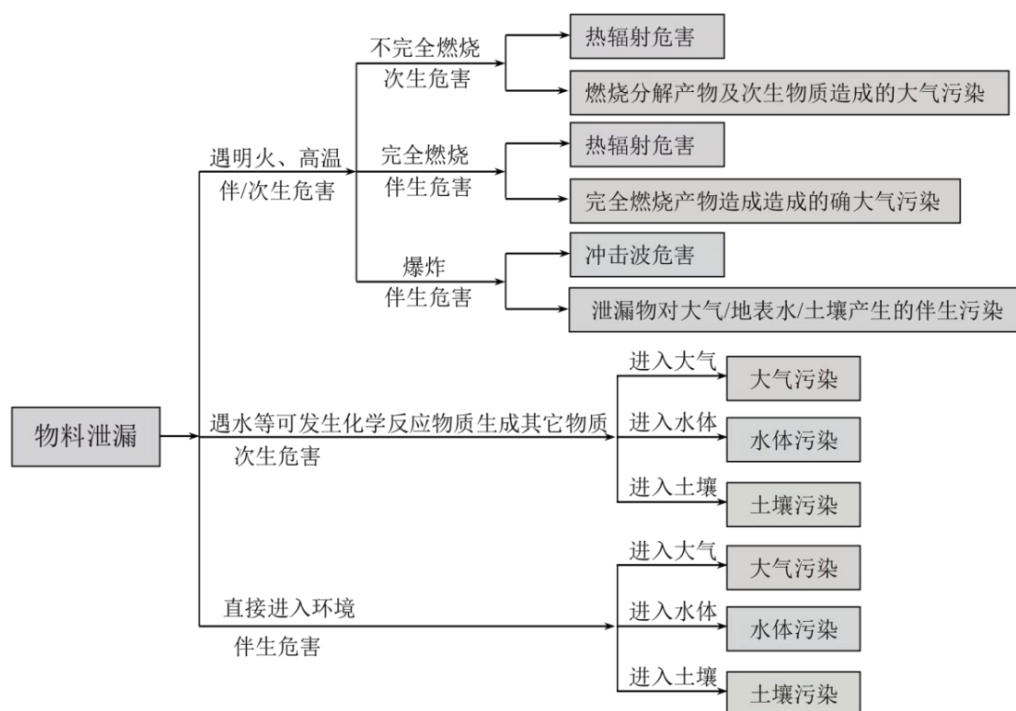 不完全燃烧
次生危害
热辐射危害
燃烧分解产物及次生物质造成的大气污染
遇明火、高温
伴/次生危害
完全燃烧
伴生危害
热辐射危害
完全燃烧产物造成造成的确大气污染
爆炸
伴生危害
冲击波危害
泄漏物对大气/地表水/土壤产生的伴生污染
物料泄漏
遇水等可发生化学反应物质生成其它物质
次生危害
进入大气
大气污染
进入水体
水体污染
进入土壤
土壤污染
直接进入环境
伴生危害
进入大气
大气污染
进入水体
水体污染
进入土壤
土壤污染